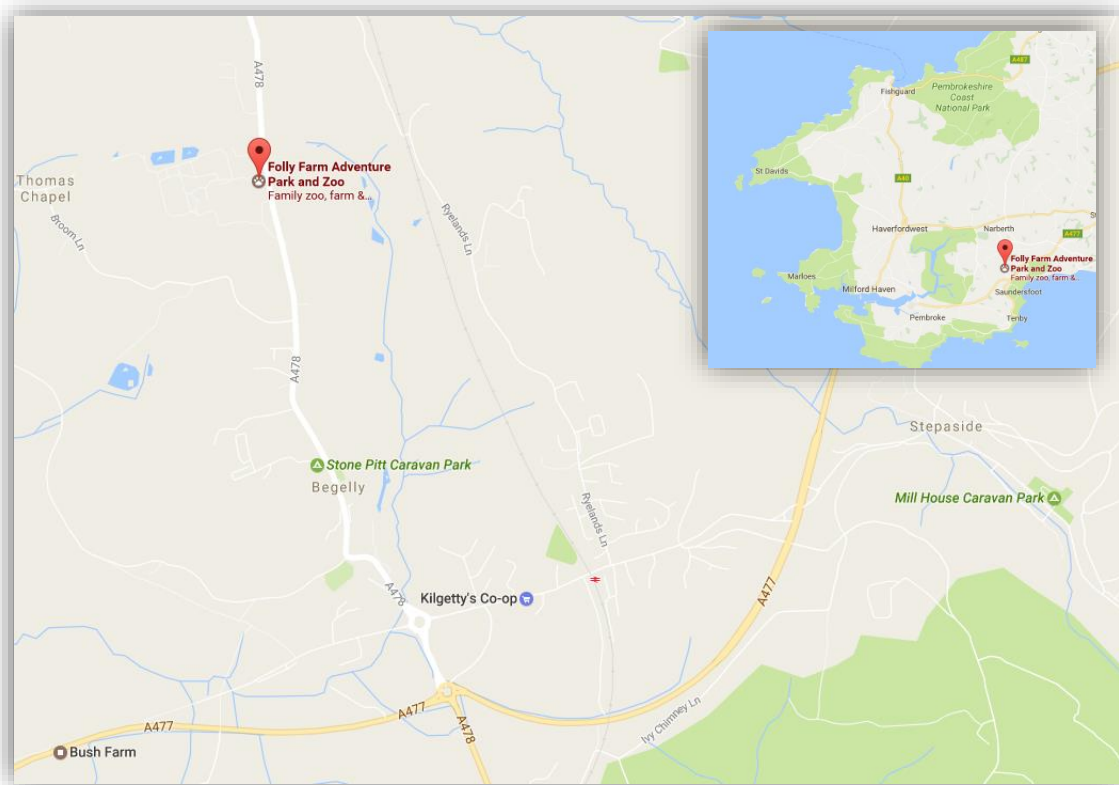 A478
Folly Farm Adventure
Park and Zoo
Family zoo, farm &...
Thomas
Chapel
Broom Ln
Ryelands Ln
A478
Stone Pitt Caravan Park
Begelly
Ryelands Ln
A478
Kilgetty's Co-op
A477
Stepaside
Mill House Caravan Park
A477
A477
A478
Ivy Chimney Ln
Bush Farm
A487
Fishguard
Pembrokeshire
Coast
National Park
St Davids
A40
Haverfordwest
Narberth
A477
St
Folly Farm Adventure
Park and Zoo
Family zoo, farm &..
Marloes
Milford Haven
Saundersfoot
Pembroke
Tenby